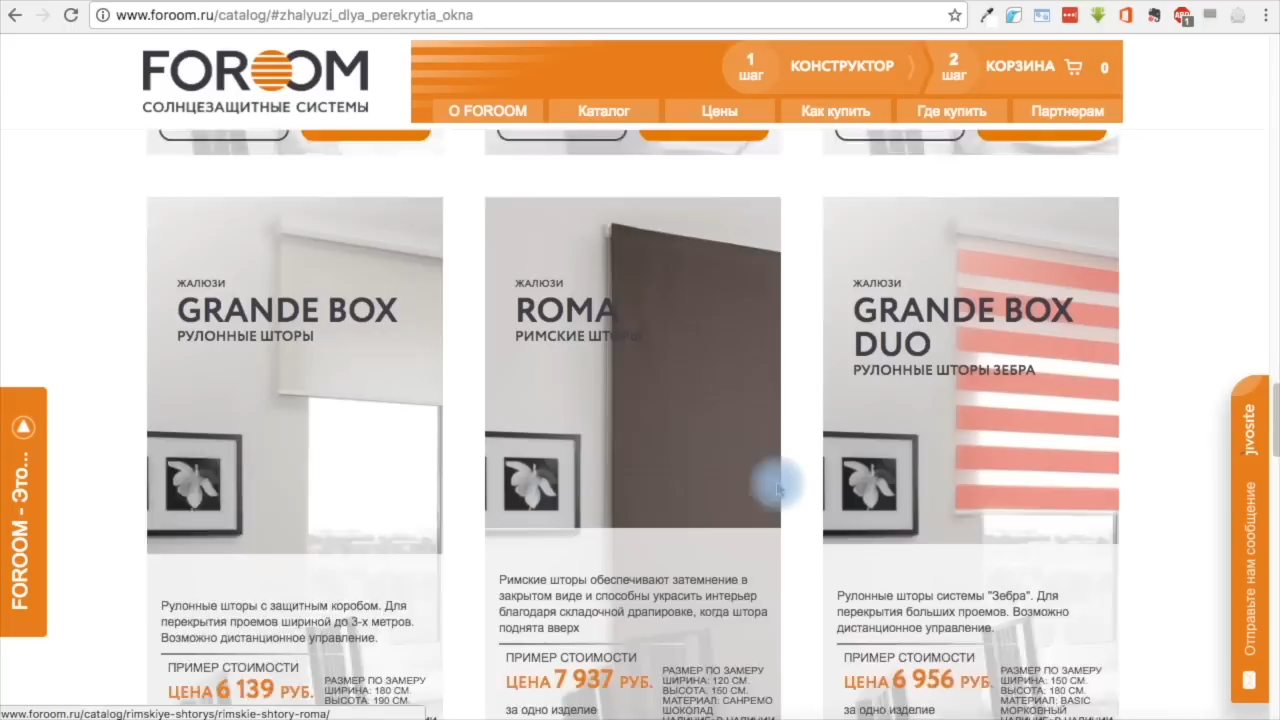 www.foroom.ru/catalog/#zhalyuzi_dlya_perekrytia_okna
FOROOM
СОЛНЦЕЗАЩИТНЫЕ СИСТЕМЫ
1 шаг
КОНСТРУКТОР
2 шаг
КОРЗИНА
0
О FOROOM
Каталог
Цены
Как купить
Где купить
Партнерам
ЖАЛЮЗИ
GRANDE BOX
РУЛОННЫЕ ШТОРЫ
Рулонные шторы с защитным коробом. Для
перекрытия проемов шириной до 3-х метров.
Возможно дистанционное управление.
ПРИМЕР СТОИМОСТИ
ЦЕНА 6 139 РУБ.
РАЗМЕР ПО ЗАМЕРУ
ШИРИНА: 180 СМ.
ВЫСОТА: 190 СМ.
за одно изделие
ЖАЛЮЗИ
ROMA
РИМСКИЕ ШТОРЫ
Римские шторы обеспечивают затемнение в
закрытом виде и способны украсить интерьер
благодаря складочной драпировке, когда штора
поднята вверх
ПРИМЕР СТОИМОСТИ
ЦЕНА 7 937 РУБ.
за одно изделие
РАЗМЕР ПО ЗАМЕРУ
ШИРИНА: 120 СМ.
ВЫСОТА: 150 СМ.
МАТЕРИАЛ: САНРЕМО
ШОКОЛАД
ЖАЛЮЗИ
GRANDE BOX
DUO
РУЛОННЫЕ ШТОРЫ ЗЕБРА
Рулонные шторы системы "Зебра". Для
перекрытия больших проемов. Возможно
дистанционное управление.
ПРИМЕР СТОИМОСТИ
ЦЕНА 6 956 РУБ.
за одно изделие
РАЗМЕР ПО ЗАМЕРУ
ШИРИНА: 150 СМ.
ВЫСОТА: 180 СМ.
МАТЕРИАЛ: BASIC
МОРКОВНЫЙ
FOROOM - Это...
jivosite
Отправьте нам сообщение
www.foroom.ru/catalog/rimskiye-shtorys/rimskie-shtory-roma/